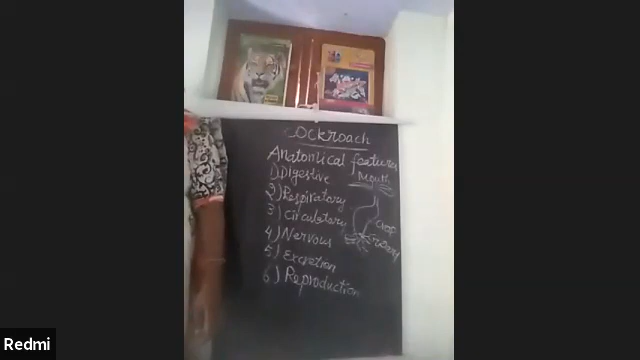 Cockroach
Anatomical features
1) Digestive
2) Respiratory
3) Circulatory
4) Nervous
5) Excretion
6) Reproduction
Mouth
Crop
Redmi